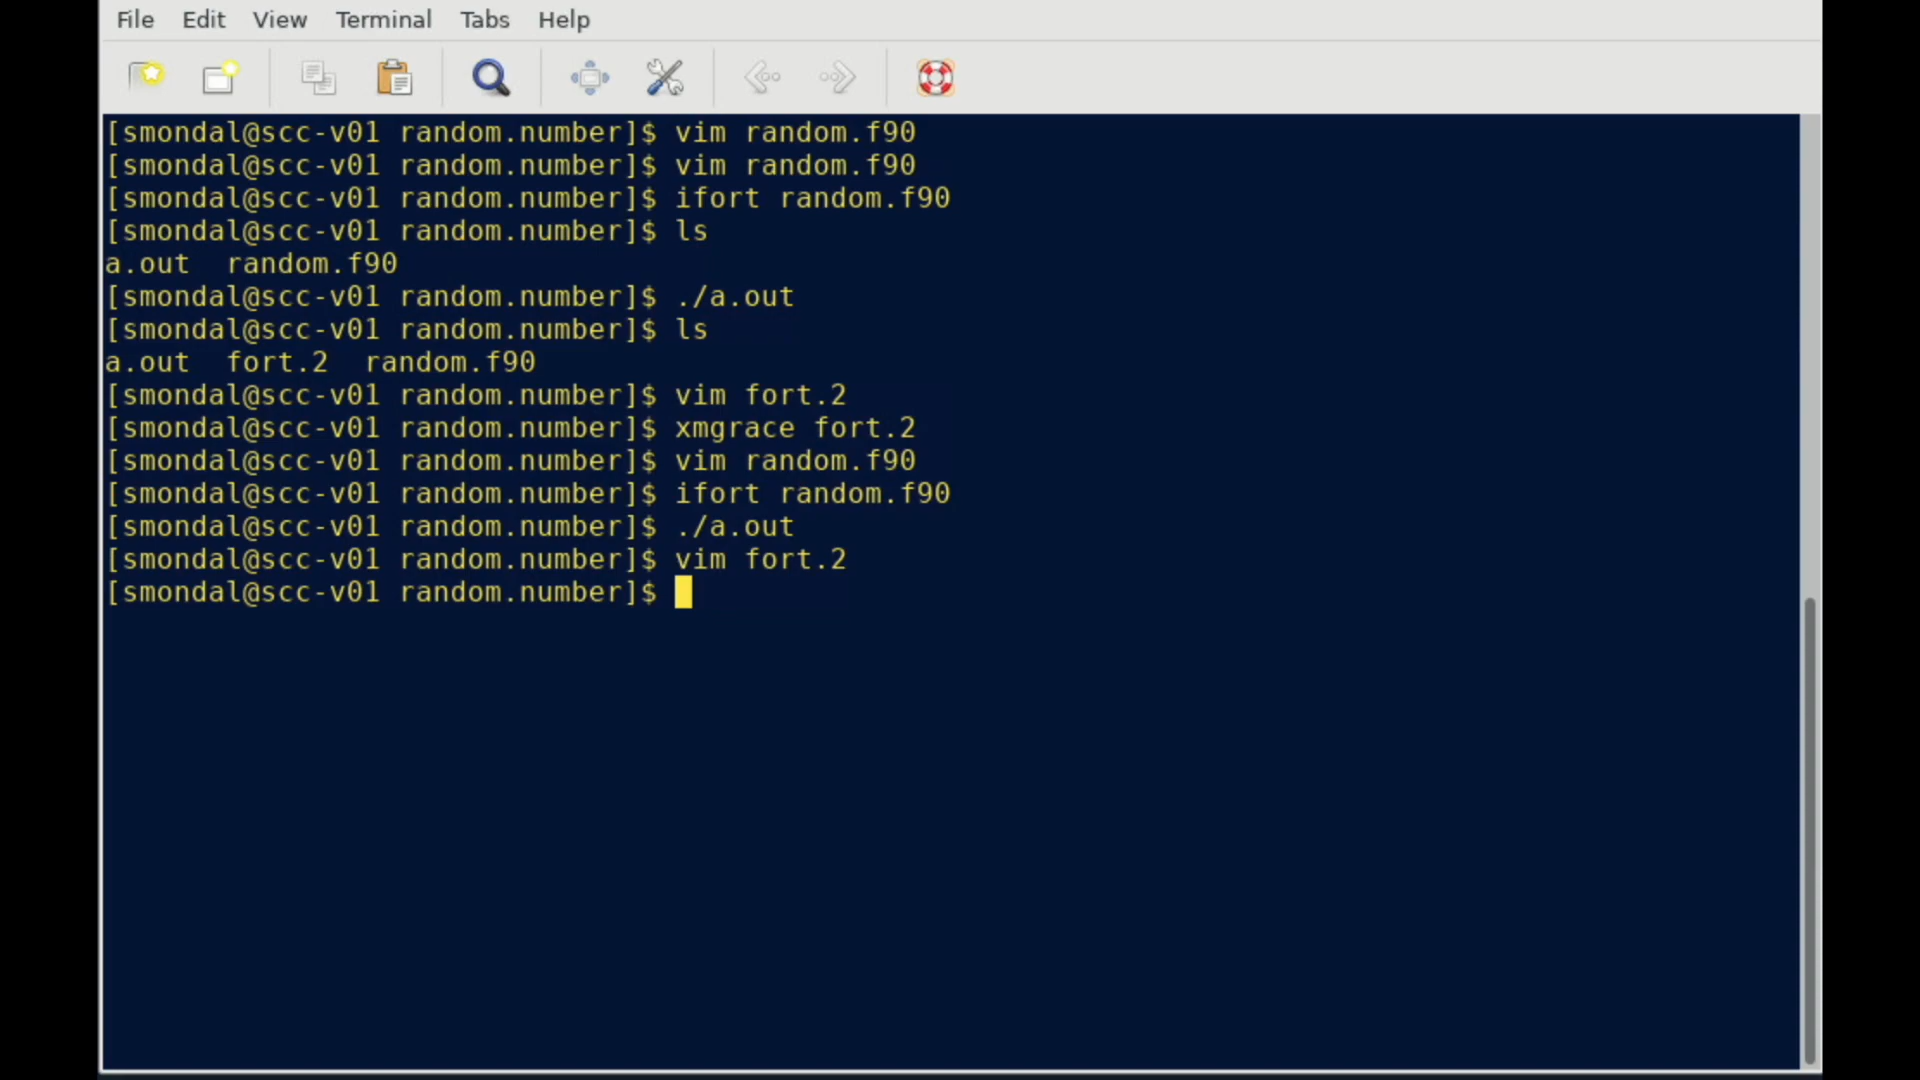 File Edit View Terminal Tabs Help
[smondal@scc-v01 random.number]$ vim random.f90
[smondal@scc-v01 random.number]$ vim random.f90
[smondal@scc-v01 random.number]$ ifort random.f90
[smondal@scc-v01 random.number]$ ls
a.out  random.f90
[smondal@scc-v01 random.number]$ ./a.out
[smondal@scc-v01 random.number]$ ls
a.out  fort.2  random.f90
[smondal@scc-v01 random.number]$ vim fort.2
[smondal@scc-v01 random.number]$ xmgrace fort.2
[smondal@scc-v01 random.number]$ vim random.f90
[smondal@scc-v01 random.number]$ ifort random.f90
[smondal@scc-v01 random.number]$ ./a.out
[smondal@scc-v01 random.number]$ vim fort.2
[smondal@scc-v01 random.number]$